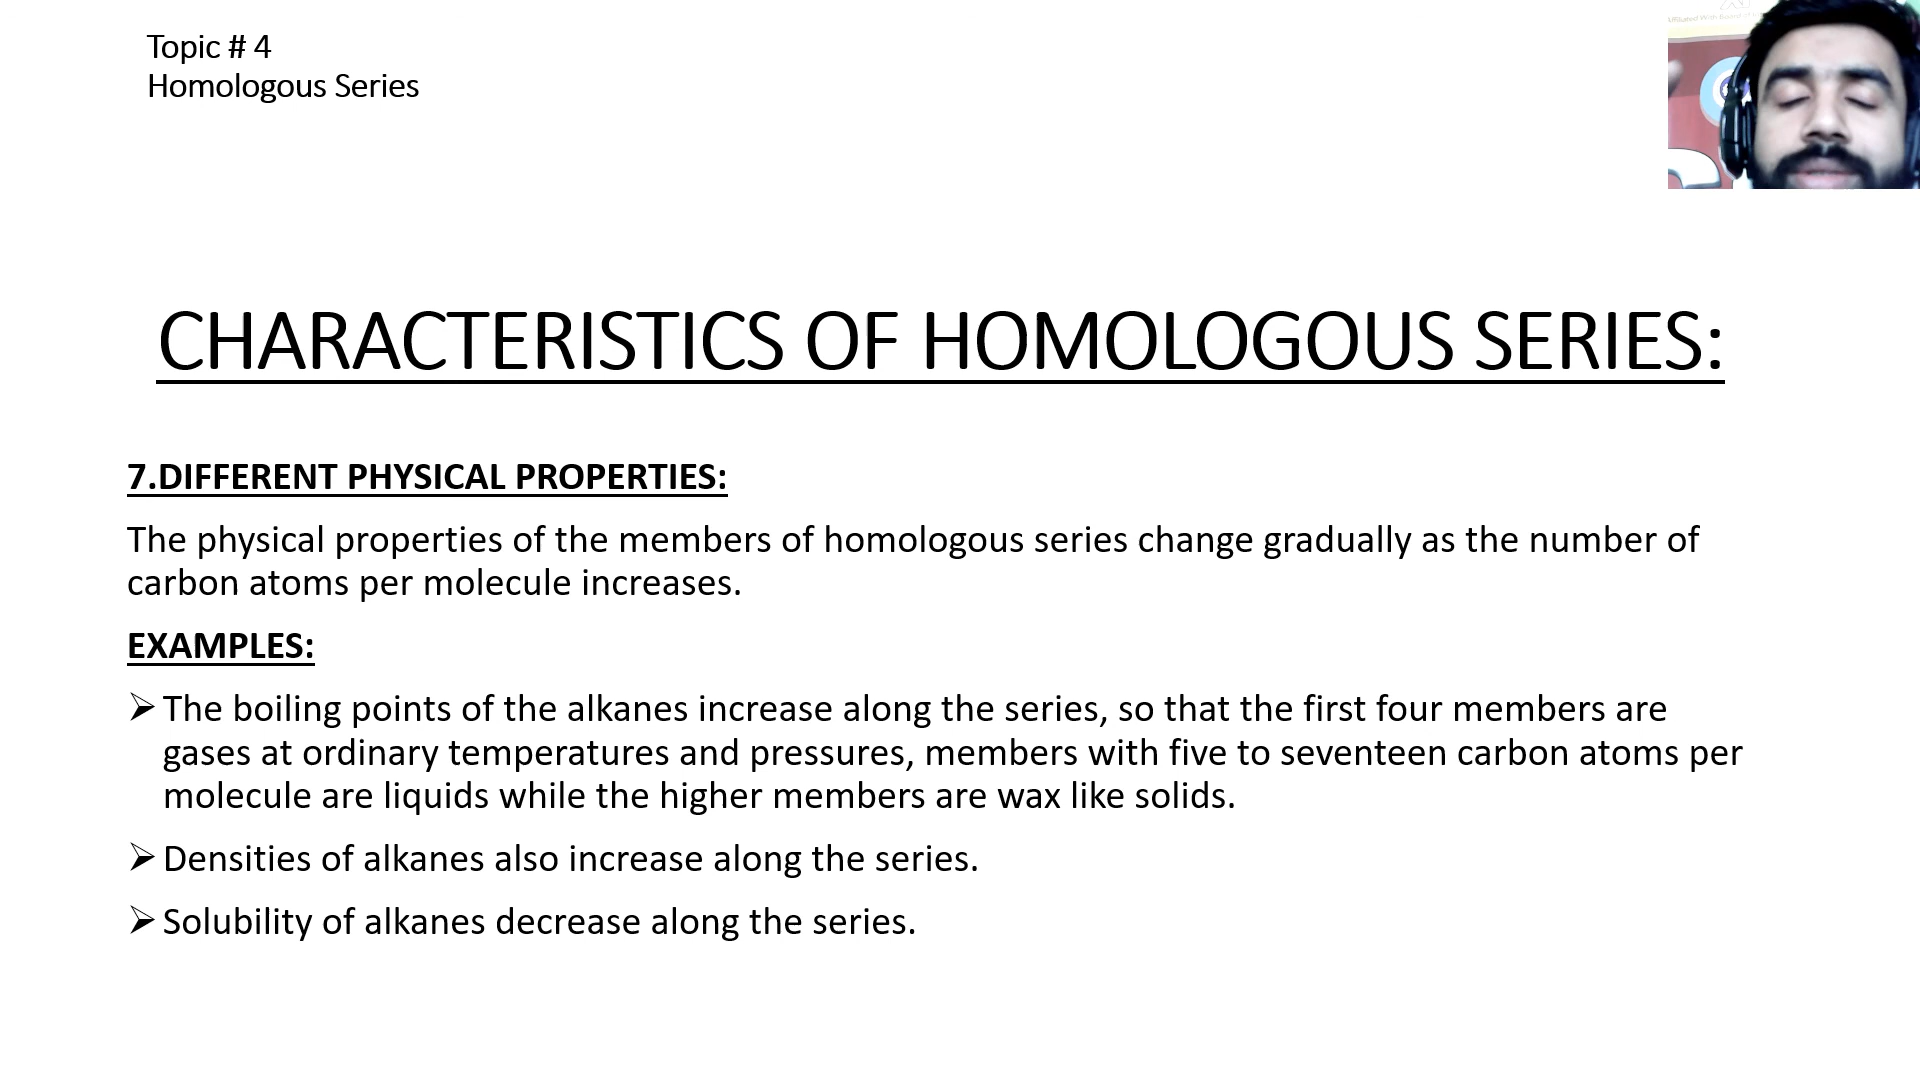 Topic # 4
Homologous Series
CHARACTERISTICS OF HOMOLOGOUS SERIES:
7.DIFFERENT PHYSICAL PROPERTIES:
The physical properties of the members of homologous series change gradually as the number of
carbon atoms per molecule increases.
EXAMPLES:
The boiling points of the alkanes increase along the series, so that the first four members are
gases at ordinary temperatures and pressures, members with five to seventeen carbon atoms per
molecule are liquids while the higher members are wax like solids.
Densities of alkanes also increase along the series.
Solubility of alkanes decrease along the series.